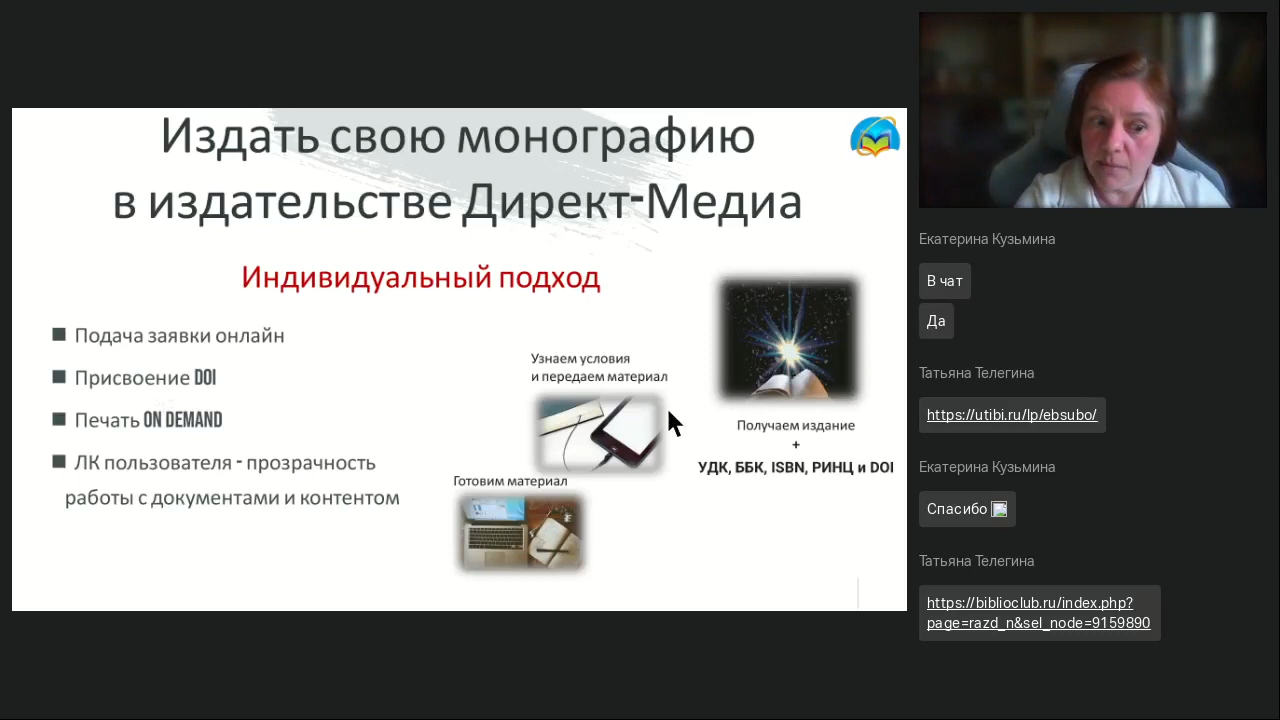 Издать свою монографию
в издательстве Директ-Медиа
Индивидуальный подход
Подача заявки онлайн
Присвоение DOI
Печать ON DEMAND
ЛК пользователя - прозрачность
работы с документами и контентом
Готовим материал
Узнаем условия
и передаем материал
Получаем издание
+
УДК, ББК, ISBN, РИНЦ и DOI
Екатерина Кузьмина
В чат
Да
Татьяна Телегина
https://utibi.ru/lp/ebsubo/
Екатерина Кузьмина
Спасибо
Татьяна Телегина
https://biblioclub.ru/index.php?
page=razd_n&sel_node=9159890